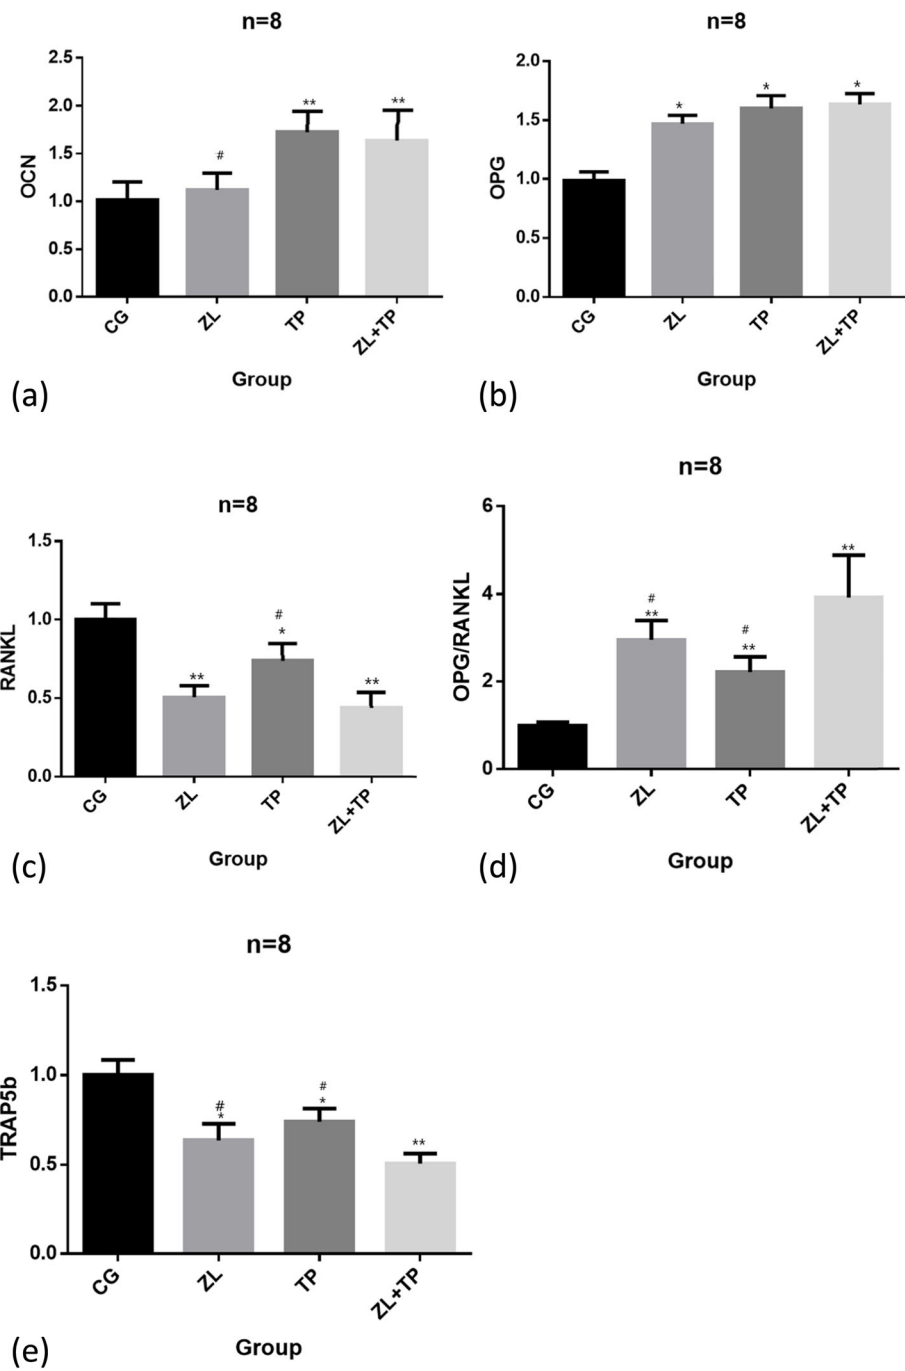 n=8
2.5
2.0
1.5
1.0
0.5
0.0
OCN
#
**
**
CG
ZL
TP
ZL+TP
Group
(a)
n=8
2.0
1.5
1.0
0.5
0.0
OPG
*
*
*
CG
ZL
TP
ZL+TP
Group
(b)
n=8
1.5
1.0
0.5
0.0
RANKL
**
#
*
**
CG
ZL
TP
ZL+TP
Group
(c)
n=8
6
4
2
0
OPG/RANKL
#
**
#
**
**
CG
ZL
TP
ZL+TP
Group
(d)
n=8
1.5
1.0
0.5
0.0
TRAP5b
#
*
#
*
**
CG
ZL
TP
ZL+TP
Group
(e)